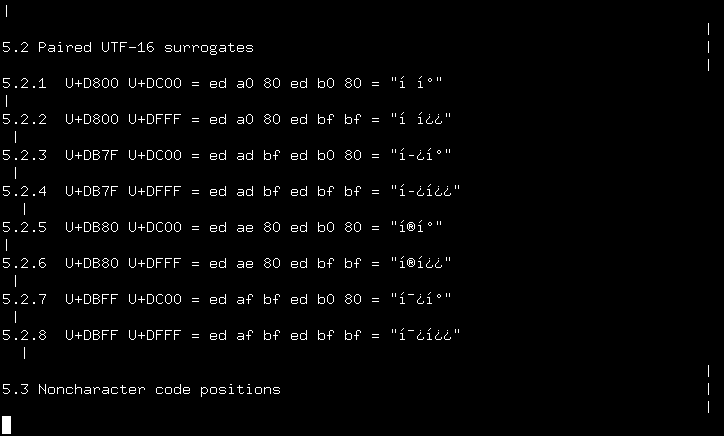 |
|
5.2 Paired UTF-16 surrogates |
|
5.2.1  U+D800 U+DC00 = ed a0 80 ed b0 80 = "í í°"
|
5.2.2  U+D800 U+DFFF = ed a0 80 ed bf bf = "í í¿¿"
|
5.2.3  U+DB7F U+DC00 = ed ad bf ed b0 80 = "í-¿í°"
|
5.2.4  U+DB7F U+DFFF = ed ad bf ed bf bf = "í-¿í¿¿"
|
5.2.5  U+DB80 U+DC00 = ed ae 80 ed b0 80 = "í®í°"
|
5.2.6  U+DB80 U+DFFF = ed ae 80 ed bf bf = "í®í¿¿"
|
5.2.7  U+DBFF U+DC00 = ed af bf ed b0 80 = "í¯¿í°"
|
5.2.8  U+DBFF U+DFFF = ed af bf ed bf bf = "í¯¿í¿¿"
|
|
5.3 Noncharacter code positions |
|